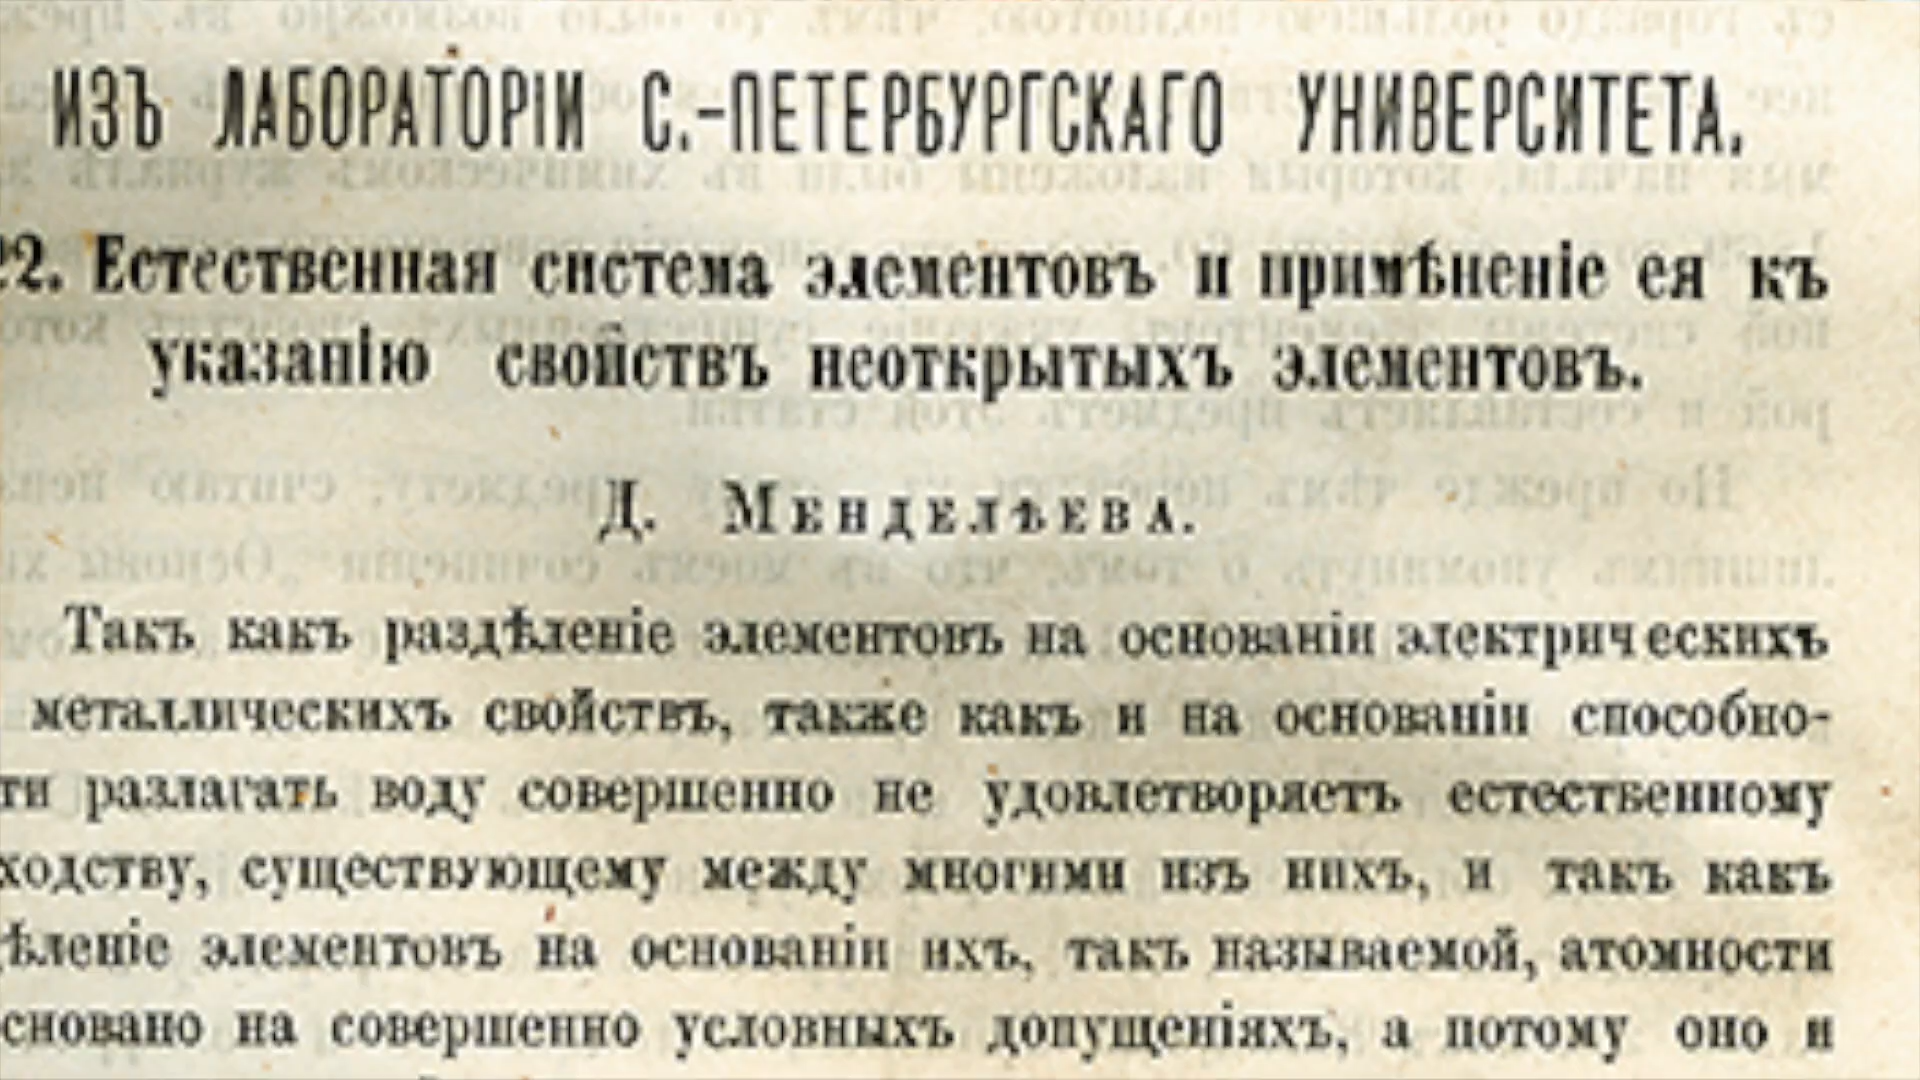 ИЗЪ ЛАБОРАТОРІИ С.-ПЕТЕРБУРГСКАГО УНИВЕРСИТЕТА.
22. Естественная система элементовъ и примѣненіе ея къ
указанію свойствъ неоткрытыхъ элементовъ.
Д. Менделѣева.
Такъ какъ раздѣленіе элементовъ на основаніи электрическихъ
металлическихъ свойствъ, также какъ и на основаніи способно-
ти разлагать воду совершенно не удовлетворяетъ естественному
ходству, существующему между многими изъ нихъ, и такъ какъ
ѣленіе элементовъ на основаніи ихъ, такъ называемой, атомности
сновано на совершенно условныхъ допущеніяхъ, а потому оно и